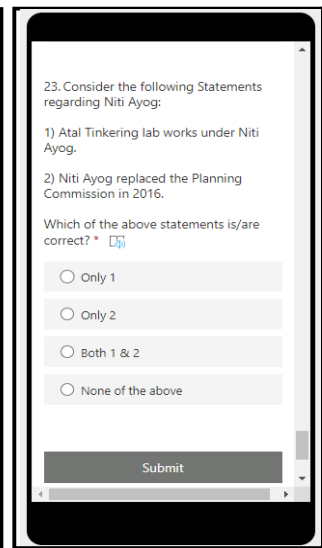 23. Consider the following Statements
regarding Niti Ayog:
1) Atal Tinkering lab works under Niti
Ayog.
2) Niti Ayog replaced the Planning
Commission in 2016.
Which of the above statements is/are
correct? *
Only 1
Only 2
Both 1 & 2
None of the above
Submit